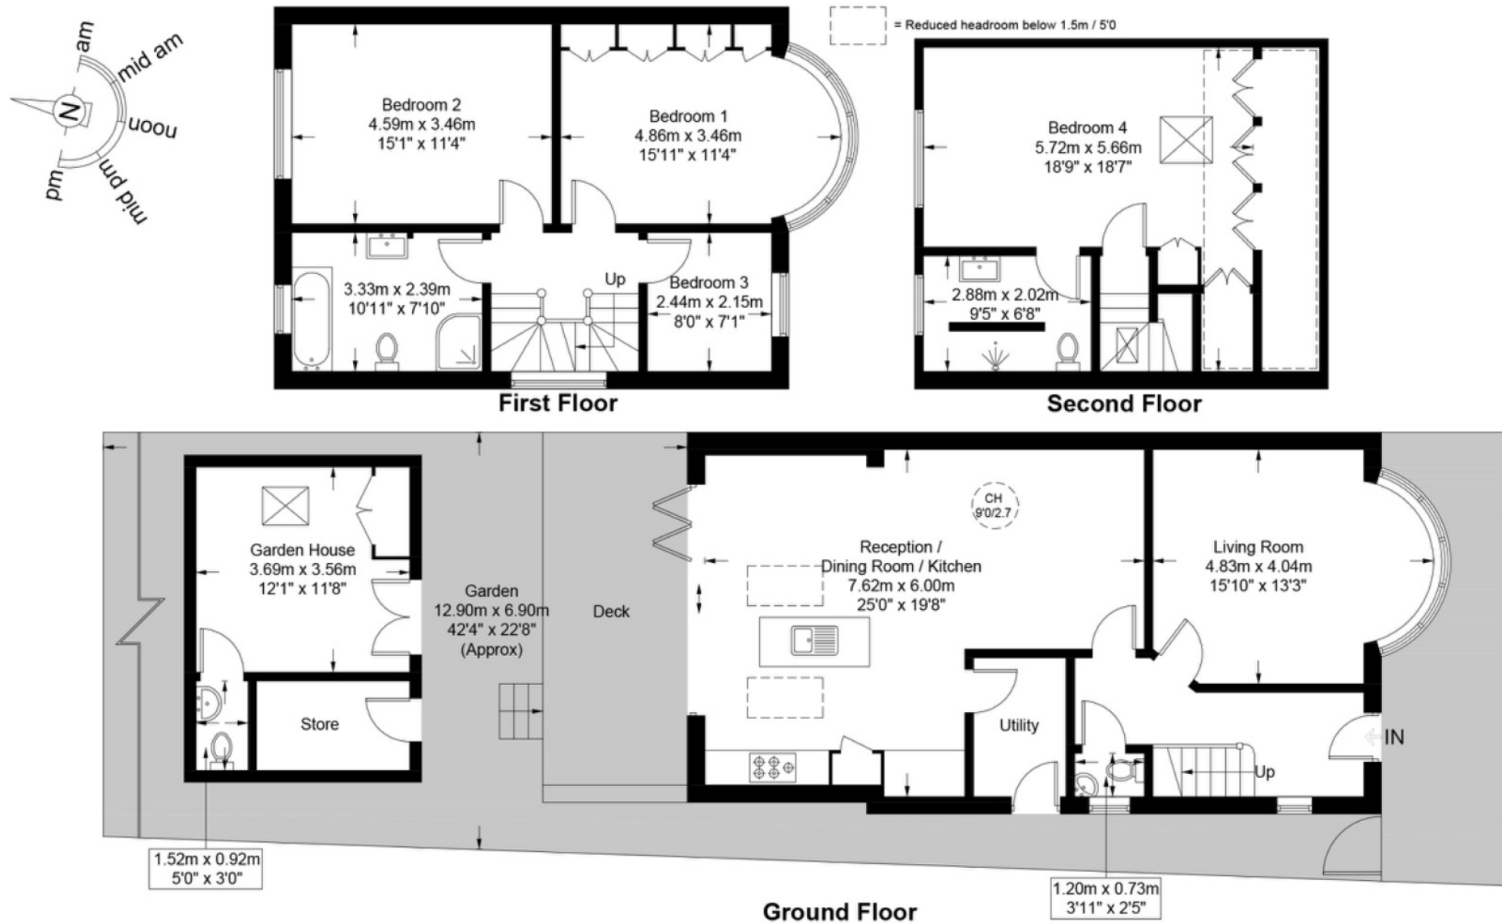 am
mid am
noon
mid pm
pm
N
= Reduced headroom below 1.5m / 5'0
Bedroom 2
4.59m x 3.46m
15'1" x 11'4"
Bedroom 1
4.86m x 3.46m
15'11" x 11'4"
3.33m x 2.39m
10'11" x 7'10"
Up
Bedroom 3
2.44m x 2.15m
8'0" x 7'1"
First Floor
Bedroom 4
5.72m x 5.66m
18'9" x 18'7"
2.88m x 2.02m
9'5" x 6'8"
Second Floor
Garden House
3.69m x 3.56m
12'1" x 11'8"
Store
1.52m x 0.92m
5'0" x 3'0"
Garden
12.90m x 6.90m
42'4" x 22'8"
(Approx)
Deck
CH
9'0/2.7
Reception /
Dining Room / Kitchen
7.62m x 6.00m
25'0" x 19'8"
Living Room
4.83m x 4.04m
15'10" x 13'3"
Utility
Up
IN
1.20m x 0.73m
3'11" x 2'5"
Ground Floor